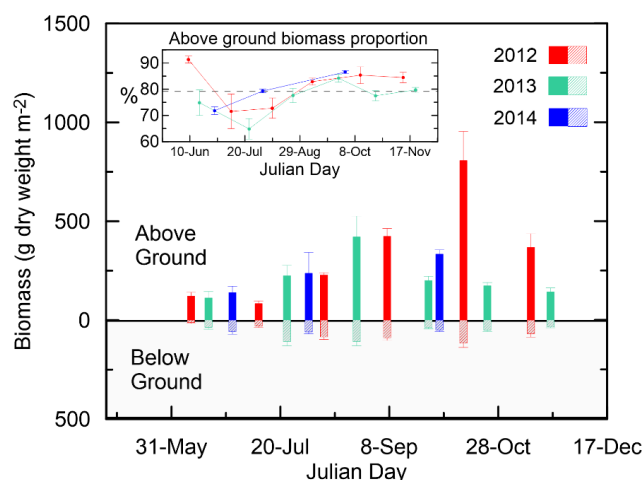 Above ground biomass proportion
90
80
70
60
%
10-Jun 20-Jul 29-Aug 8-Oct 17-Nov
Julian Day
2012
2013
2014
Biomass (g dry weight m-2)
1500
1000
500
0
500
Above
Ground
Below
Ground
31-May 20-Jul 8-Sep 28-Oct 17-Dec
Julian Day